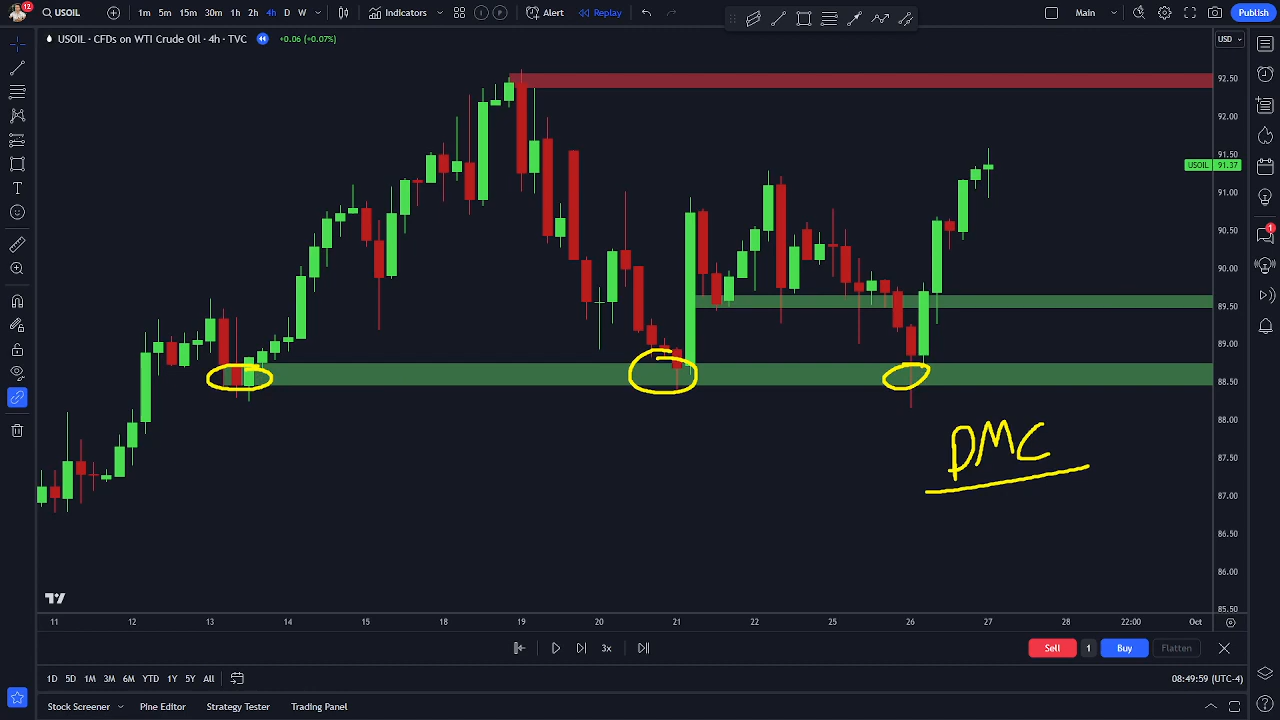 12
USOIL
1m 5m 15m 30m 1h 2h 4h D W
Indicators
Alert
Replay
Main
Publish
USOIL · CFDs on WTI Crude Oil · 4h · TVC
+0.06 (+0.07%)
USD
92.50
92.00
91.50
USOIL 91.37
91.00
90.50
90.00
89.50
89.00
88.50
88.00
87.50
87.00
86.50
86.00
85.50
1
DMC
11 12 13 14 15 18 19 20 21 22 25 26 27 28 22:00 Oct
3x
Sell 1 Buy Flatten
1D 5D 1M 3M 6M YTD 1Y 5Y All
08:49:59 (UTC-4)
Stock Screener Pine Editor Strategy Tester Trading Panel